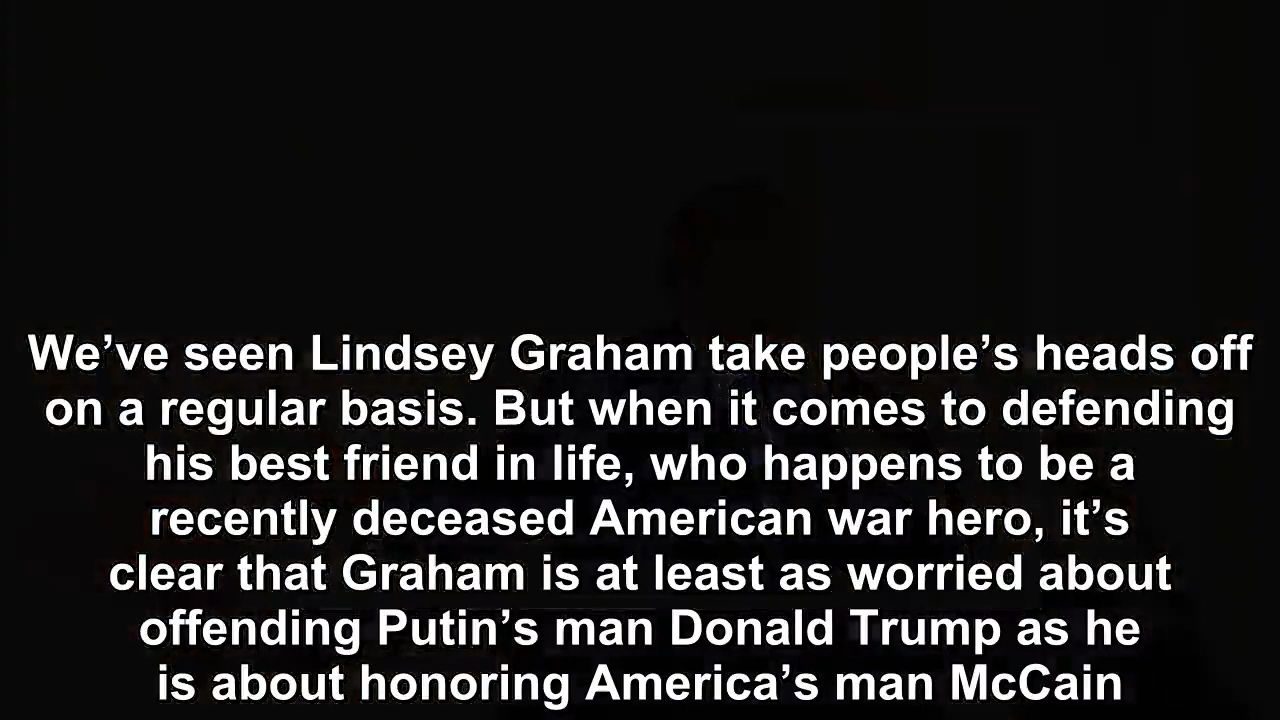 We’ve seen Lindsey Graham take people’s heads off
on a regular basis. But when it comes to defending
his best friend in life, who happens to be a
recently deceased American war hero, it’s
clear that Graham is at least as worried about
offending Putin’s man Donald Trump as he
is about honoring America’s man McCain